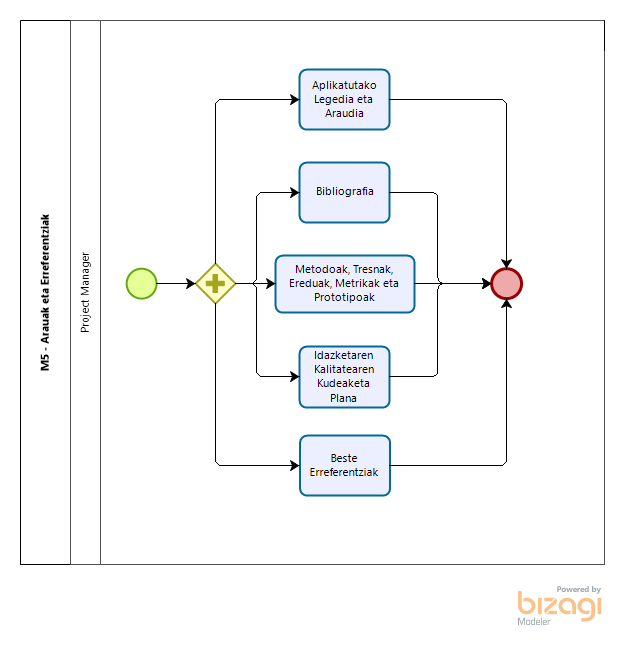 M5 - Arauak eta Erreferentziak
Project Manager
Aplikatutako
Legedia eta
Araudia
Bibliografia
Metodoak, Tresnak,
Ereduak, Metrikak eta
Prototipoak
Idazketaren
Kalitatearen
Kudeaketa
Plana
Beste
Erreferentziak
Powered by
bizagi
Modeler